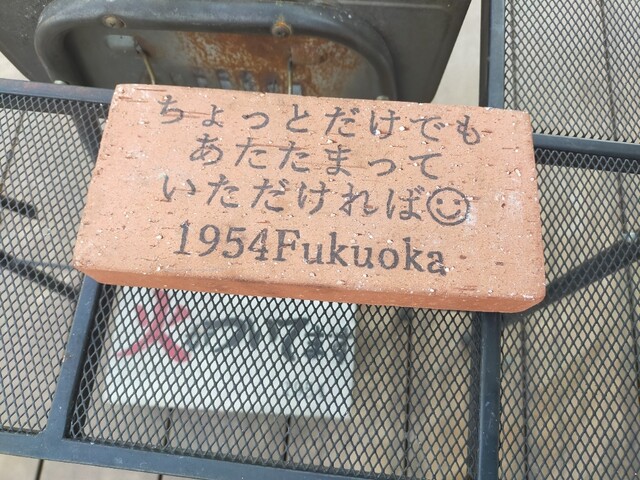 ちょっとだけでも
あたたまって
いただければ☺
1954Fukuoka
火がついてます